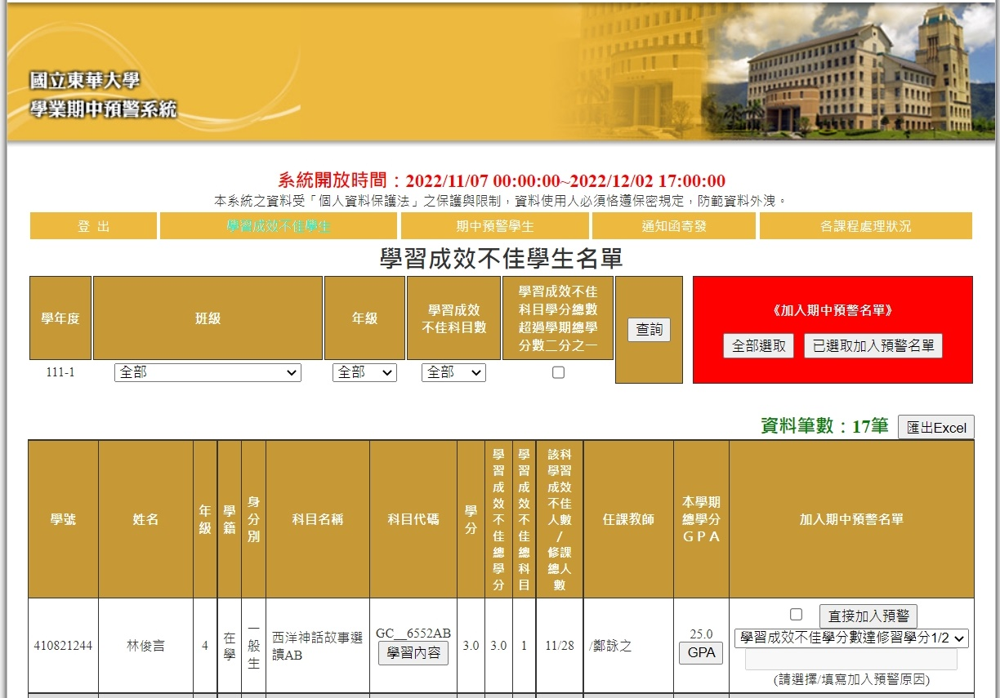 國立東華大學
學業期中預警系統
系統開放時間：2022/11/07 00:00:00~2022/12/02 17:00:00
本系統之資料受「個人資料保護法」之保護與限制，資料使用人必須恪遵保密規定，防範資料外洩。
登 出
學習成效不佳學生
期中預警學生
通知函寄發
各課程處理狀況
學習成效不佳學生名單
學年度
班級
年級
學習成效
不佳科目數
學習成效不佳
科目學分總數
超過學期總學
分數二分之一
查詢
《加入期中預警名單》
全部選取
已選取加入預警名單
111-1
全部
全部
全部
資料筆數：17筆
匯出Excel
學號
姓名
年級
學籍
身分別
科目名稱
科目代碼
學分
學習成效不佳總學分
學習成效不佳總科目
該科
學習
成效
不佳
人數
/
修課
總人
數
任課教師
本學期
總學分
ＧＰＡ
加入期中預警名單
410821244
林俊言
4
在學
一般生
西洋神話故事選
讀AB
GC__6552AB
學習內容
3.0
3.0
1
11/28
/鄭詠之
25.0
GPA
直接加入預警
學習成效不佳學分數達修習學分1/2
(請選擇/填寫加入預警原因)